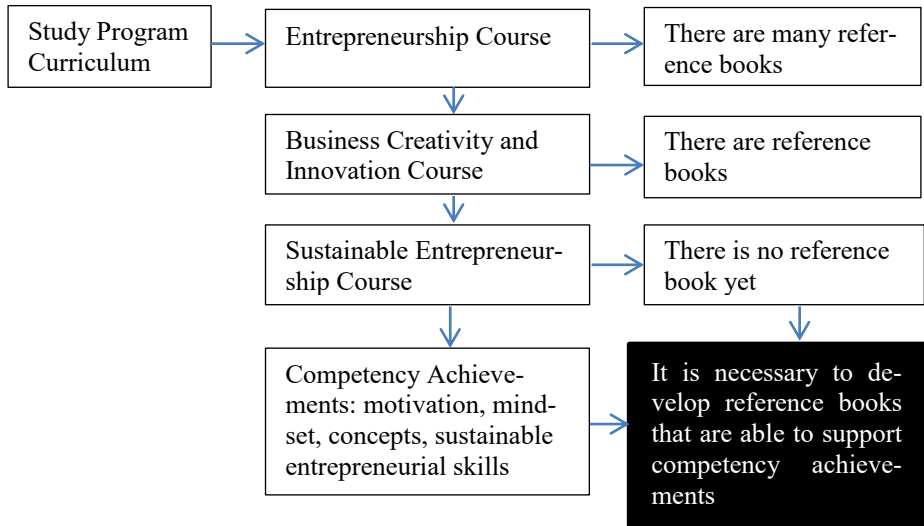 Study Program
Curriculum
Entrepreneurship Course
There are many refer-
ence books
Business Creativity and
Innovation Course
There are reference
books
Sustainable Entrepreneur-
ship Course
There is no reference
book yet
Competency Achieve-
ments: motivation, mind-
set, concepts, sustainable
entrepreneurial skills
It is necessary to de-
velop reference books
that are able to support
competency achieve-
ments